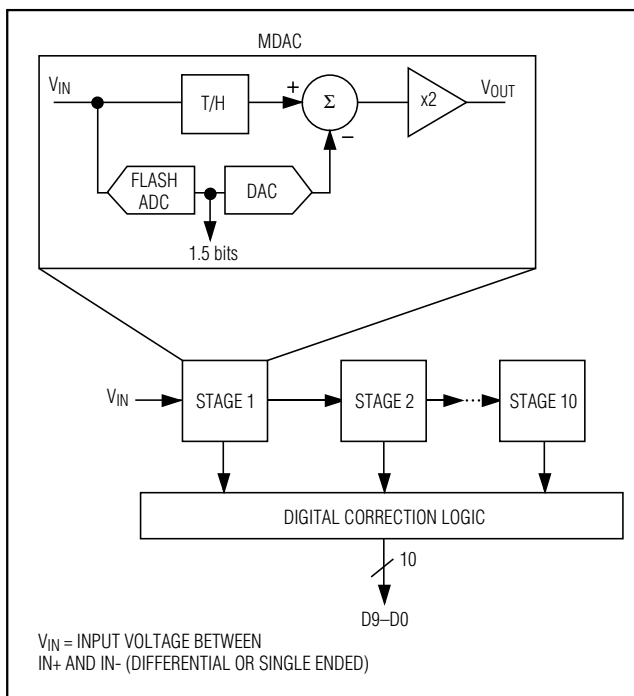 MDAC
VIN
T/H
+
Σ
−
x2
VOUT
FLASH
ADC
DAC
1.5 bits
VIN
STAGE 1
STAGE 2
...
STAGE 10
DIGITAL CORRECTION LOGIC
10
D9–D0
VIN = INPUT VOLTAGE BETWEEN
IN+ AND IN- (DIFFERENTIAL OR SINGLE ENDED)